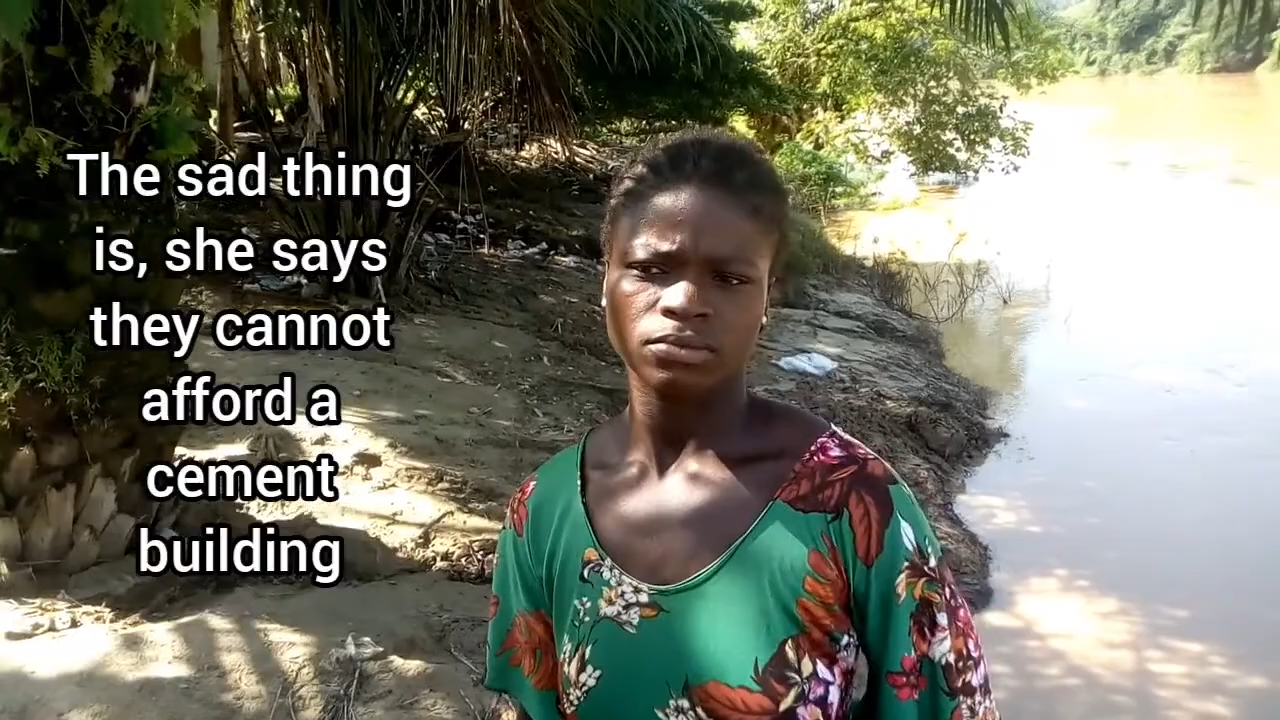 The sad thing
is, she says
they cannot
afford a
cement
building